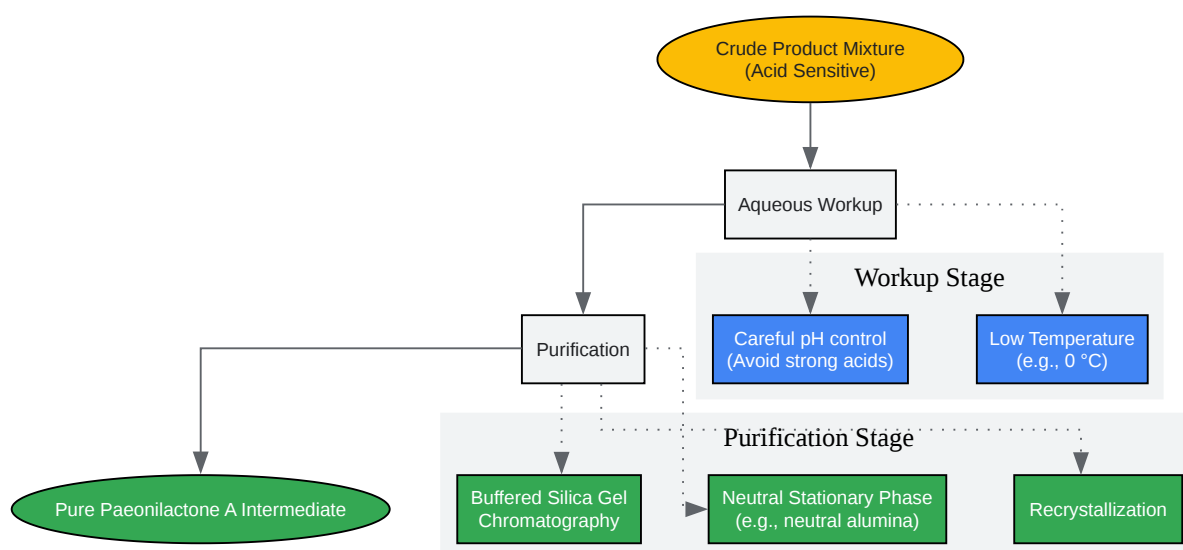 Crude Product Mixture
(Acid Sensitive)
Aqueous Workup
Workup Stage
Purification
Careful pH control
(Avoid strong acids)
Low Temperature
(e.g., 0 °C)
Purification Stage
Pure Paeonilactone A Intermediate
Buffered Silica Gel
Chromatography
Neutral Stationary Phase
(e.g., neutral alumina)
Recrystallization